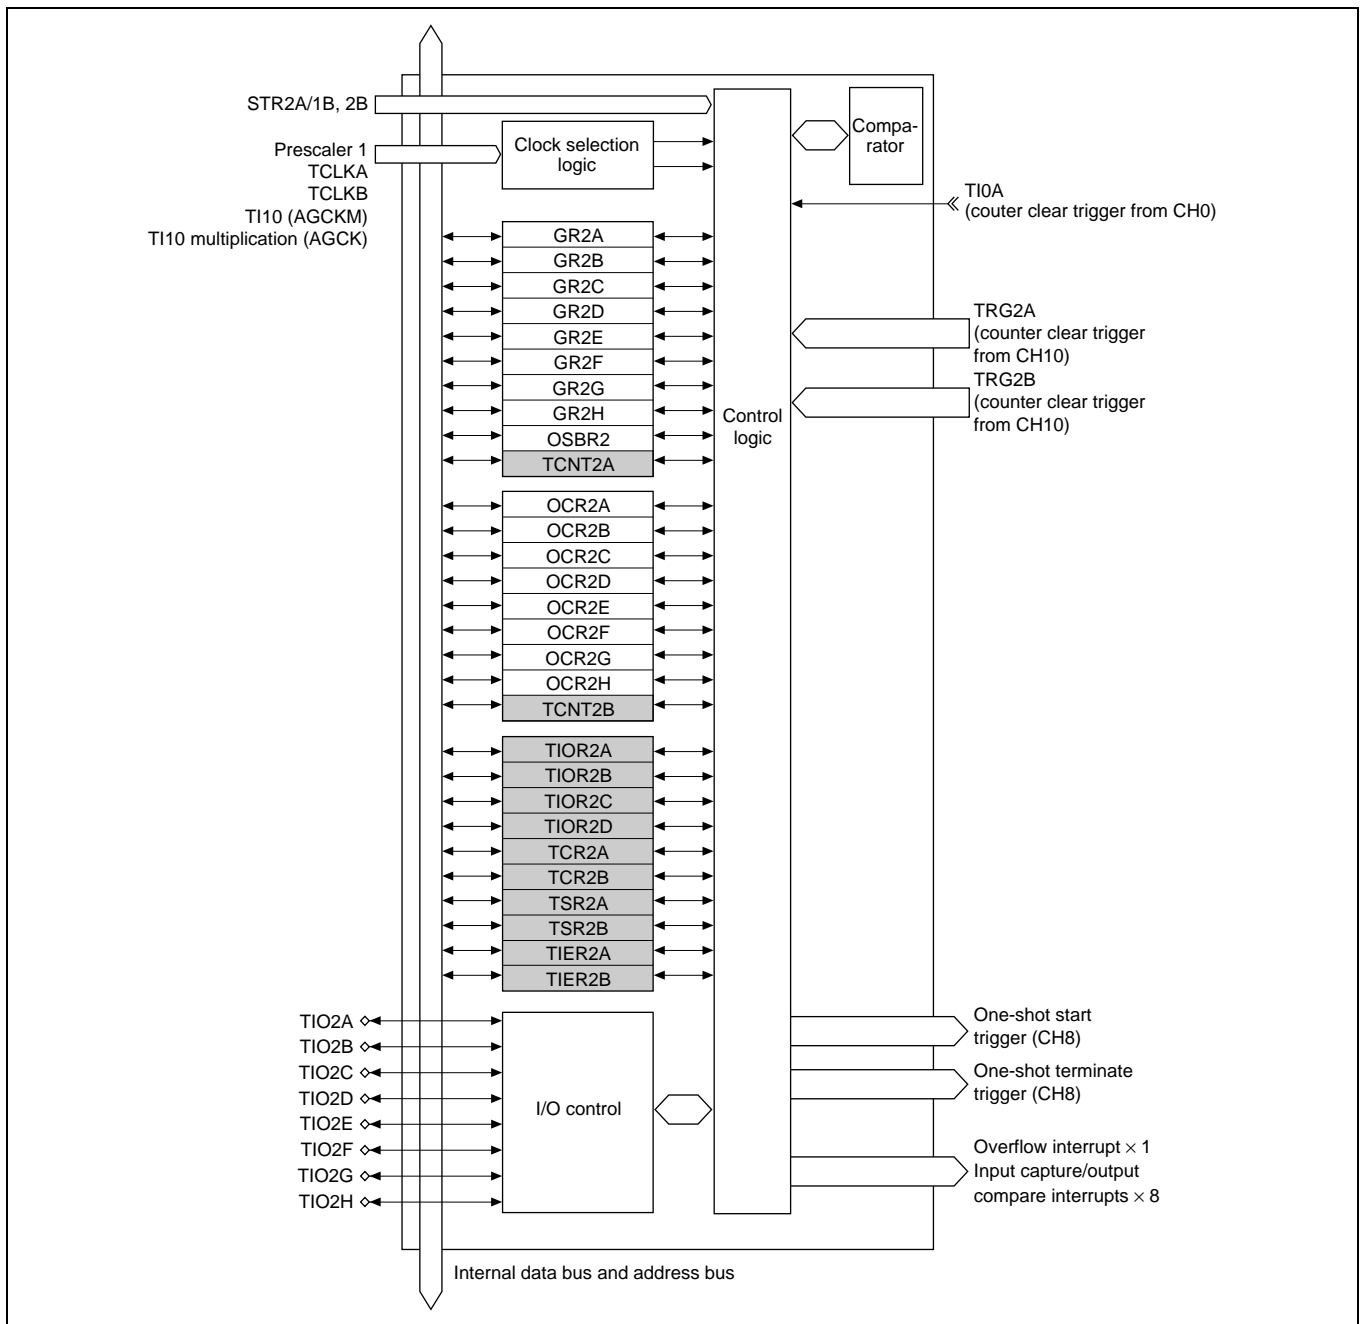 STR2A/1B, 2B
Prescaler 1
TCLKA
TCLKB
TI10 (AGCKM)
TI10 multiplication (AGCK)
Clock selection
logic
Compa-
rator
TI0A
(couter clear trigger from CH0)
GR2A
GR2B
GR2C
GR2D
GR2E
GR2F
GR2G
GR2H
OSBR2
TCNT2A
TRG2A
(counter clear trigger
from CH10)
TRG2B
(counter clear trigger
from CH10)
Control
logic
OCR2A
OCR2B
OCR2C
OCR2D
OCR2E
OCR2F
OCR2G
OCR2H
TCNT2B
TIOR2A
TIOR2B
TIOR2C
TIOR2D
TCR2A
TCR2B
TSR2A
TSR2B
TIER2A
TIER2B
TIO2A
TIO2B
TIO2C
TIO2D
TIO2E
TIO2F
TIO2G
TIO2H
I/O control
One-shot start
trigger (CH8)
One-shot terminate
trigger (CH8)
Overflow interrupt × 1
Input capture/output
compare interrupts × 8
Internal data bus and address bus